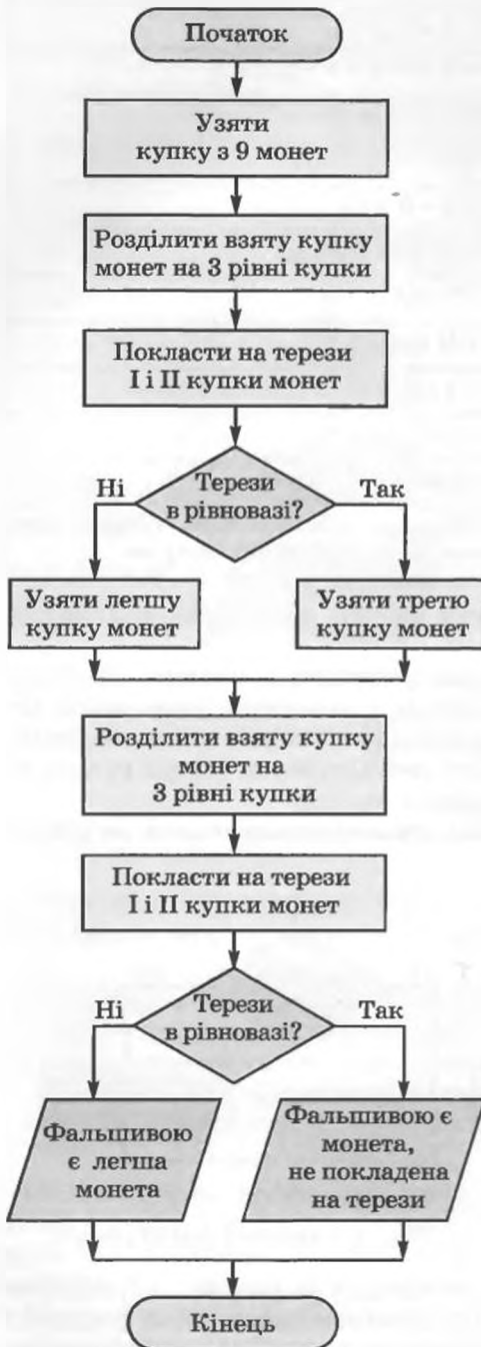 Початок
Узяти
купку з 9 монет
Розділити взяту купку
монет на 3 рівні купки
Покласти на терези
І і ІІ купки монет
Терези
в рівновазі?
Ні
Так
Узяти легшу
купку монет
Узяти третю
купку монет
Розділити взяту купку
монет на
3 рівні купки
Покласти на терези
І і ІІ купки монет
Терези
в рівновазі?
Ні
Так
Фальшивою
є легша
монета
Фальшивою є
монета,
не покладена
на терези
Кінець